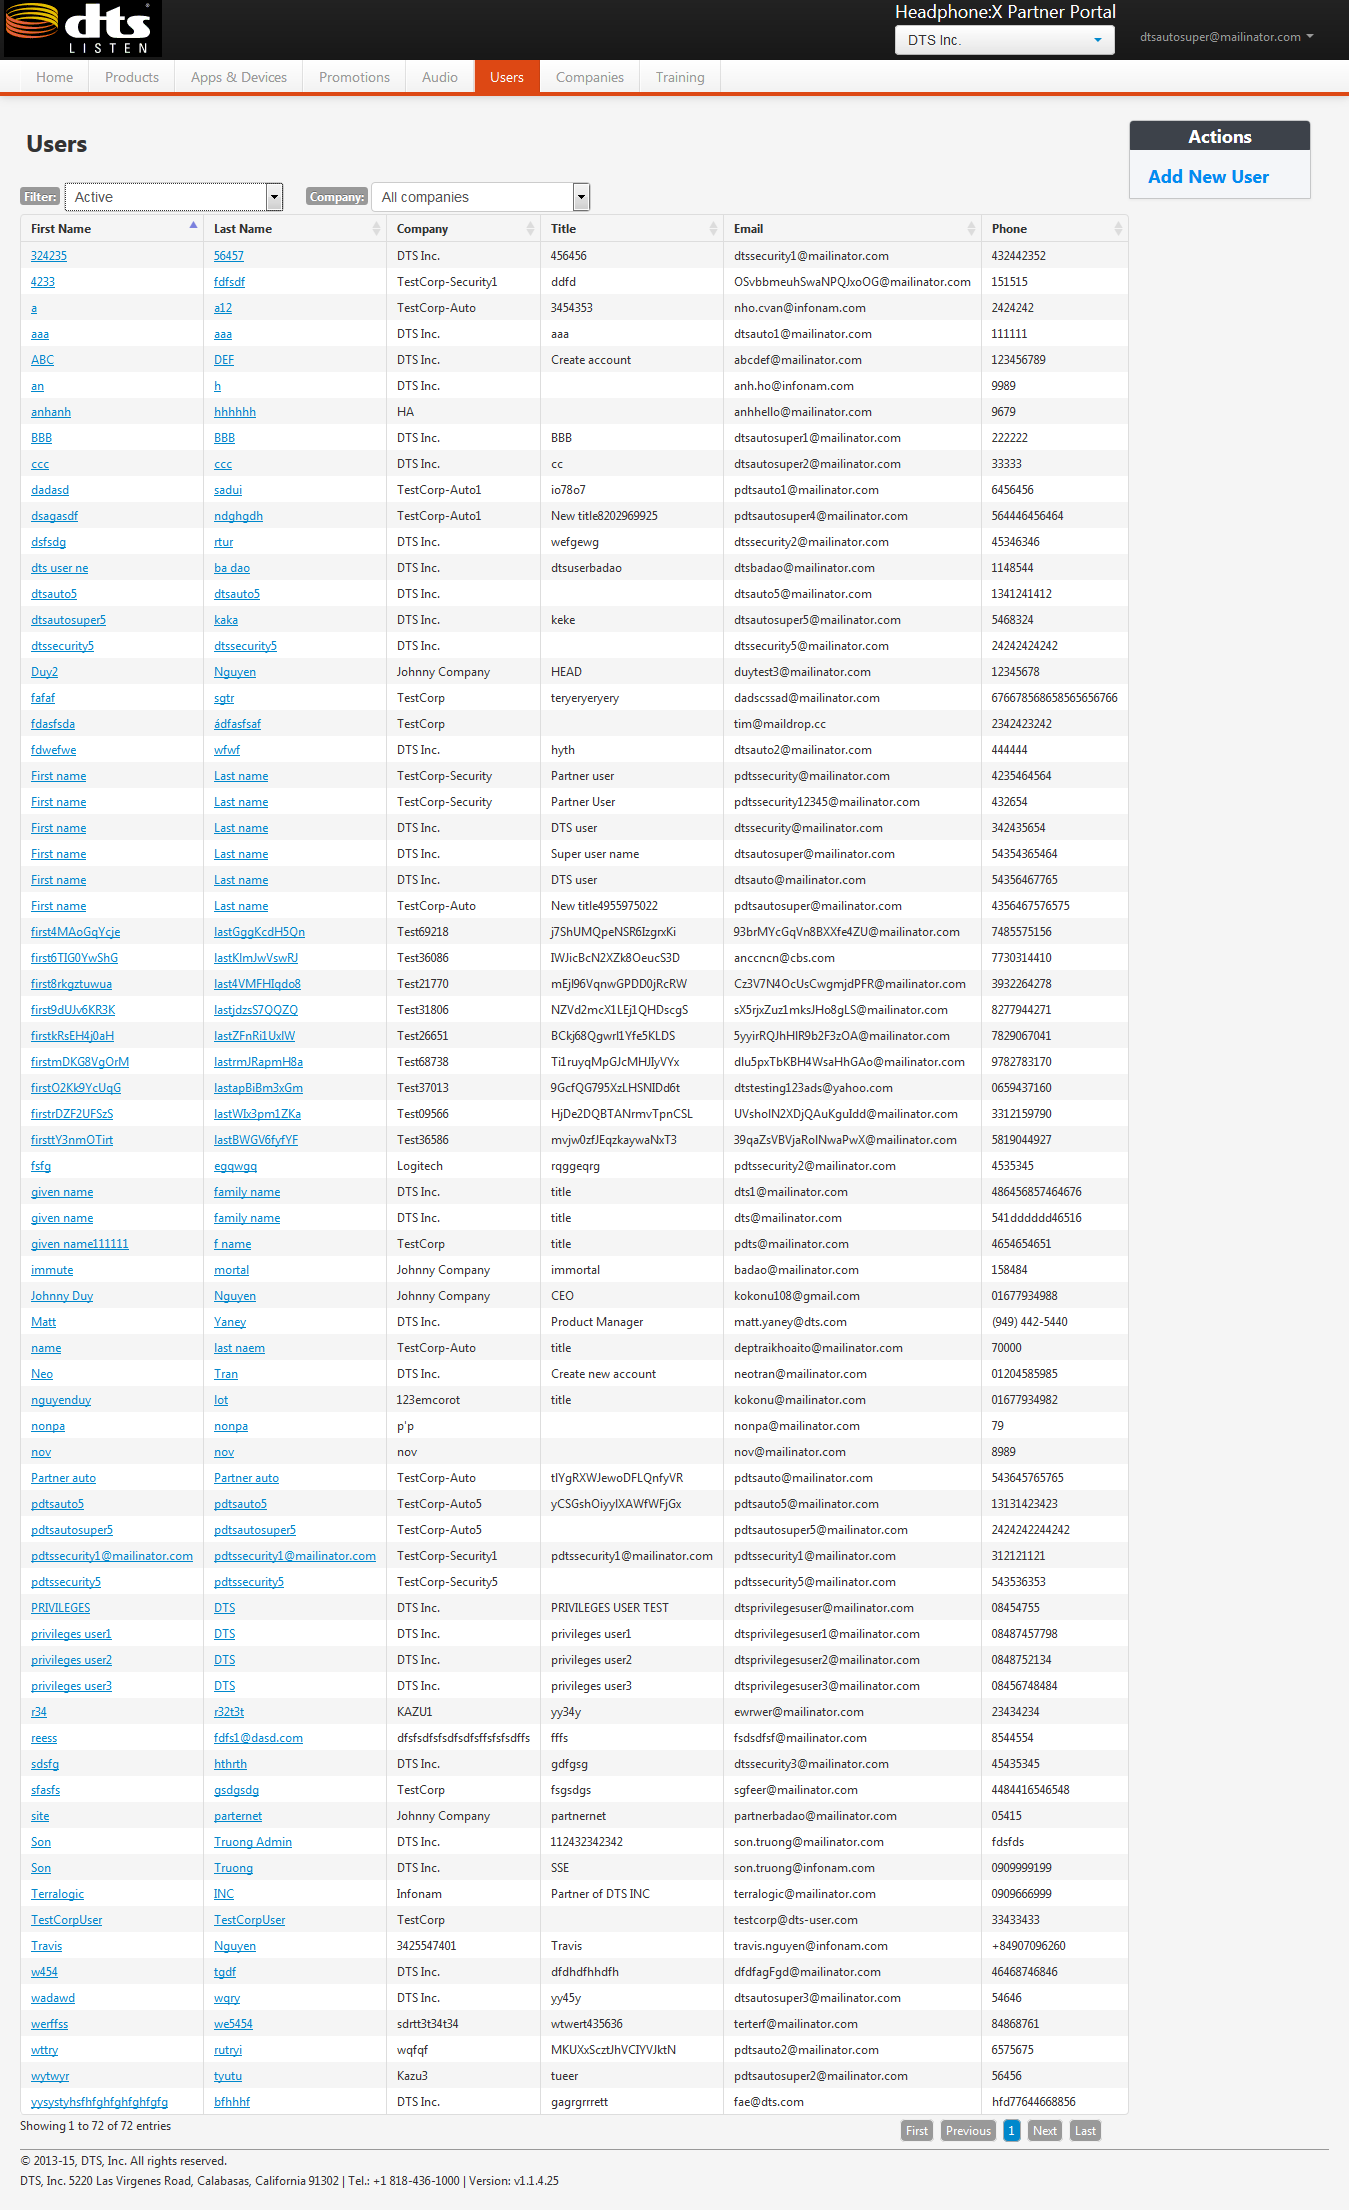 dts
LISTEN
Headphone:X Partner Portal
DTS Inc.
dtsautosuper@mailinator.com
Home Products Apps & Devices Promotions Audio Users Companies Training
Users
Actions
Add New User
Filter: Active Company: All companies
First Name Last Name Company Title Email Phone
324235 56457 DTS Inc. 456456 dtssecurity1@mailinator.com 432442352
4233 fdfsdf TestCorp-Security1 ddfd OSvbbmeuhSwaNPQJxoOG@mailinator.com 151515
a a12 TestCorp-Auto 3454353 nho.cvan@infonam.com 2424242
aaa aaa DTS Inc. aaa dtsauto1@mailinator.com 111111
ABC DEF DTS Inc. Create account abcdef@mailinator.com 123456789
an h DTS Inc. anh.ho@infonam.com 9989
anhanh hhhhhh HA anhhello@mailinator.com 9679
BBB BBB DTS Inc. BBB dtsautosuper1@mailinator.com 222222
ccc ccc DTS Inc. cc dtsautosuper2@mailinator.com 33333
dadasd sadui TestCorp-Auto1 io78o7 pdtsauto1@mailinator.com 6456456
dsagasdf ndghgdh TestCorp-Auto1 New title8202969925 pdtsautosuper4@mailinator.com 564446456464
dsfsdg rtur DTS Inc. wefgewg dtssecurity2@mailinator.com 45346346
dts user ne ba dao DTS Inc. dtsuserbadao dtsbadao@mailinator.com 1148544
dtsauto5 dtsauto5 DTS Inc. dtsauto5@mailinator.com 1341241412
dtsautosuper5 kaka DTS Inc. keke dtsautosuper5@mailinator.com 5468324
dtssecurity5 dtssecurity5 DTS Inc. dtssecurity5@mailinator.com 24242424242
Duy2 Nguyen Johnny Company HEAD duytest3@mailinator.com 12345678
fafaf sgtr TestCorp teryeryeryery dadscssad@mailinator.com 676678568658565656766
fdasfsda ádfasfsaf TestCorp tim@maildrop.cc 2342423242
fdwefwe wfwf DTS Inc. hyth dtsauto2@mailinator.com 444444
First name Last name TestCorp-Security Partner user pdtssecurity@mailinator.com 4235464564
First name Last name TestCorp-Security Partner User pdtssecurity12345@mailinator.com 432654
First name Last name DTS Inc. DTS user dtssecurity@mailinator.com 342435654
First name Last name DTS Inc. Super user name dtsautosuper@mailinator.com 54354365464
First name Last name DTS Inc. DTS user dtsauto@mailinator.com 54356467765
First name Last name TestCorp-Auto New title4955975022 pdtsautosuper@mailinator.com 4356467576575
first4MAoGqYcje lastGggKcdH5Qn Test69218 j7ShUMQpeNSR6IzgrxKi 93brMYcGqVn8BXXfe4ZU@mailinator.com 7485575156
first6TIG0YwShG lastKlmJwVswRJ Test36086 IWJicBcN2XZk8OeucS3D anccncn@cbs.com 7730314410
first8rkgztuwua last4VMFHIqdo8 Test21770 mEjI96VqnwGPDD0jRcRW Cz3V7N4OcUsCwgmjdPFR@mailinator.com 3932264278
first9dUJv6KR3K lastjdzsS7QQZQ Test31806 NZVd2mcX1LEj1QHDscgS sX5rjxZuz1mksJHo8gLS@mailinator.com 8277944271
firstkRsEH4j0aH lastZFnRi1UxlW Test26651 BCkj68Qgwrl1Yfe5KLDS 5yyirRQJhHIR9b2F3zOA@mailinator.com 7829067041
firstmDKG8VgOrM lastrmJRapmH8a Test68738 Ti1ruyqMpGJcMHJIyVYx dlu5pxTbKBH4WsaHhGAo@mailinator.com 9782783170
firstO2Kk9YcUqG lastapBiBm3xGm Test37013 9GcfQG795XzLHSNIDd6t dtstesting123ads@yahoo.com 0659437160
firstrDZF2UFSzS lastWIx3pm1ZKa Test09566 HjDe2DQBTANrmvTpnCSL UVsholN2XDjQAuKguIdd@mailinator.com 3312159790
firsttY3nmOTirt lastBWGV6fyfYF Test36586 mvjw0zfJEqzkaywaNxT3 39qaZsVBVjaRolNwaPwX@mailinator.com 5819044927
fsfg egqwgq Logitech rqggeqrg pdtssecurity2@mailinator.com 4535345
given name family name DTS Inc. title dts1@mailinator.com 486456857464676
given name family name DTS Inc. title dts@mailinator.com 541dddddd46516
given name111111 f name TestCorp title pdts@mailinator.com 4654654651
immute mortal Johnny Company immortal badao@mailinator.com 158484
Johnny Duy Nguyen Johnny Company CEO kokonu108@gmail.com 01677934988
Matt Yaney DTS Inc. Product Manager matt.yaney@dts.com (949) 442-5440
name last naem TestCorp-Auto title deptraikhoaito@mailinator.com 70000
Neo Tran DTS Inc. Create new account neotran@mailinator.com 01204585985
nguyenduy lot 123emcorot title kokonu@mailinator.com 01677934982
nonpa nonpa p'p nonpa@mailinator.com 79
nov nov nov nov@mailinator.com 8989
Partner auto Partner auto TestCorp-Auto tlYgRXWJewoDFLQnfyVR pdtsauto@mailinator.com 543645765765
pdtsauto5 pdtsauto5 TestCorp-Auto5 yCSGshOiyylXAWfWFjGx pdtsauto5@mailinator.com 13131423423
pdtsautosuper5 pdtsautosuper5 TestCorp-Auto5 pdtsautosuper5@mailinator.com 2424242244242
pdtssecurity1@mailinator.com pdtssecurity1@mailinator.com TestCorp-Security1 pdtssecurity1@mailinator.com pdtssecurity1@mailinator.com 312121121
pdtssecurity5 pdtssecurity5 TestCorp-Security5 pdtssecurity5@mailinator.com 543536353
PRIVILEGES DTS DTS Inc. PRIVILEGES USER TEST dtsprivilegesuser@mailinator.com 08454755
privileges user1 DTS DTS Inc. privileges user1 dtsprivilegesuser1@mailinator.com 08487457798
privileges user2 DTS DTS Inc. privileges user2 dtsprivilegesuser2@mailinator.com 0848752134
privileges user3 DTS DTS Inc. privileges user3 dtsprivilegesuser3@mailinator.com 08456748484
r34 r32t3t KAZU1 yy34y ewrwer@mailinator.com 23434234
reess fdfs1@dasd.com dfsfsdfsfsdfsdfsffsfsfsdffs fffs fsdsdfsf@mailinator.com 8544554
sdsfg hthrth DTS Inc. gdfgsg dtssecurity3@mailinator.com 45435345
sfasfs gsdgsdg TestCorp fsgsdgs sgfeer@mailinator.com 4484416546548
site parternet Johnny Company partnernet partnerbadao@mailinator.com 05415
Son Truong Admin DTS Inc. 112432342342 son.truong@mailinator.com fdsfds
Son Truong DTS Inc. SSE son.truong@infonam.com 0909999199
Terralogic INC Infonam Partner of DTS INC terralogic@mailinator.com 0909666999
TestCorpUser TestCorpUser TestCorp testcorp@dts-user.com 33433433
Travis Nguyen 3425547401 Travis travis.nguyen@infonam.com +84907096260
w454 tgdf DTS Inc. dfdhdfhhdfh dfdfagFgd@mailinator.com 46468746846
wadawd wqry DTS Inc. yy45y dtsautosuper3@mailinator.com 54646
werffss we5454 sdrtt3t34t34 wtwert435636 terterf@mailinator.com 84868761
wttry rutryi wqfqf MKUXxScztJhVCIYVJktN pdtsauto2@mailinator.com 6575675
wytwyr tyutu Kazu3 tueer pdtsautosuper2@mailinator.com 56456
yysystyhsfhfghfghfghfgfg bfhhhf DTS Inc. gagrgrrrett fae@dts.com hfd77644668856
Showing 1 to 72 of 72 entries First Previous 1 Next Last
© 2013-15, DTS, Inc. All rights reserved.
DTS, Inc. 5220 Las Virgenes Road, Calabasas, California 91302 | Tel.: +1 818-436-1000 | Version: v1.1.4.25